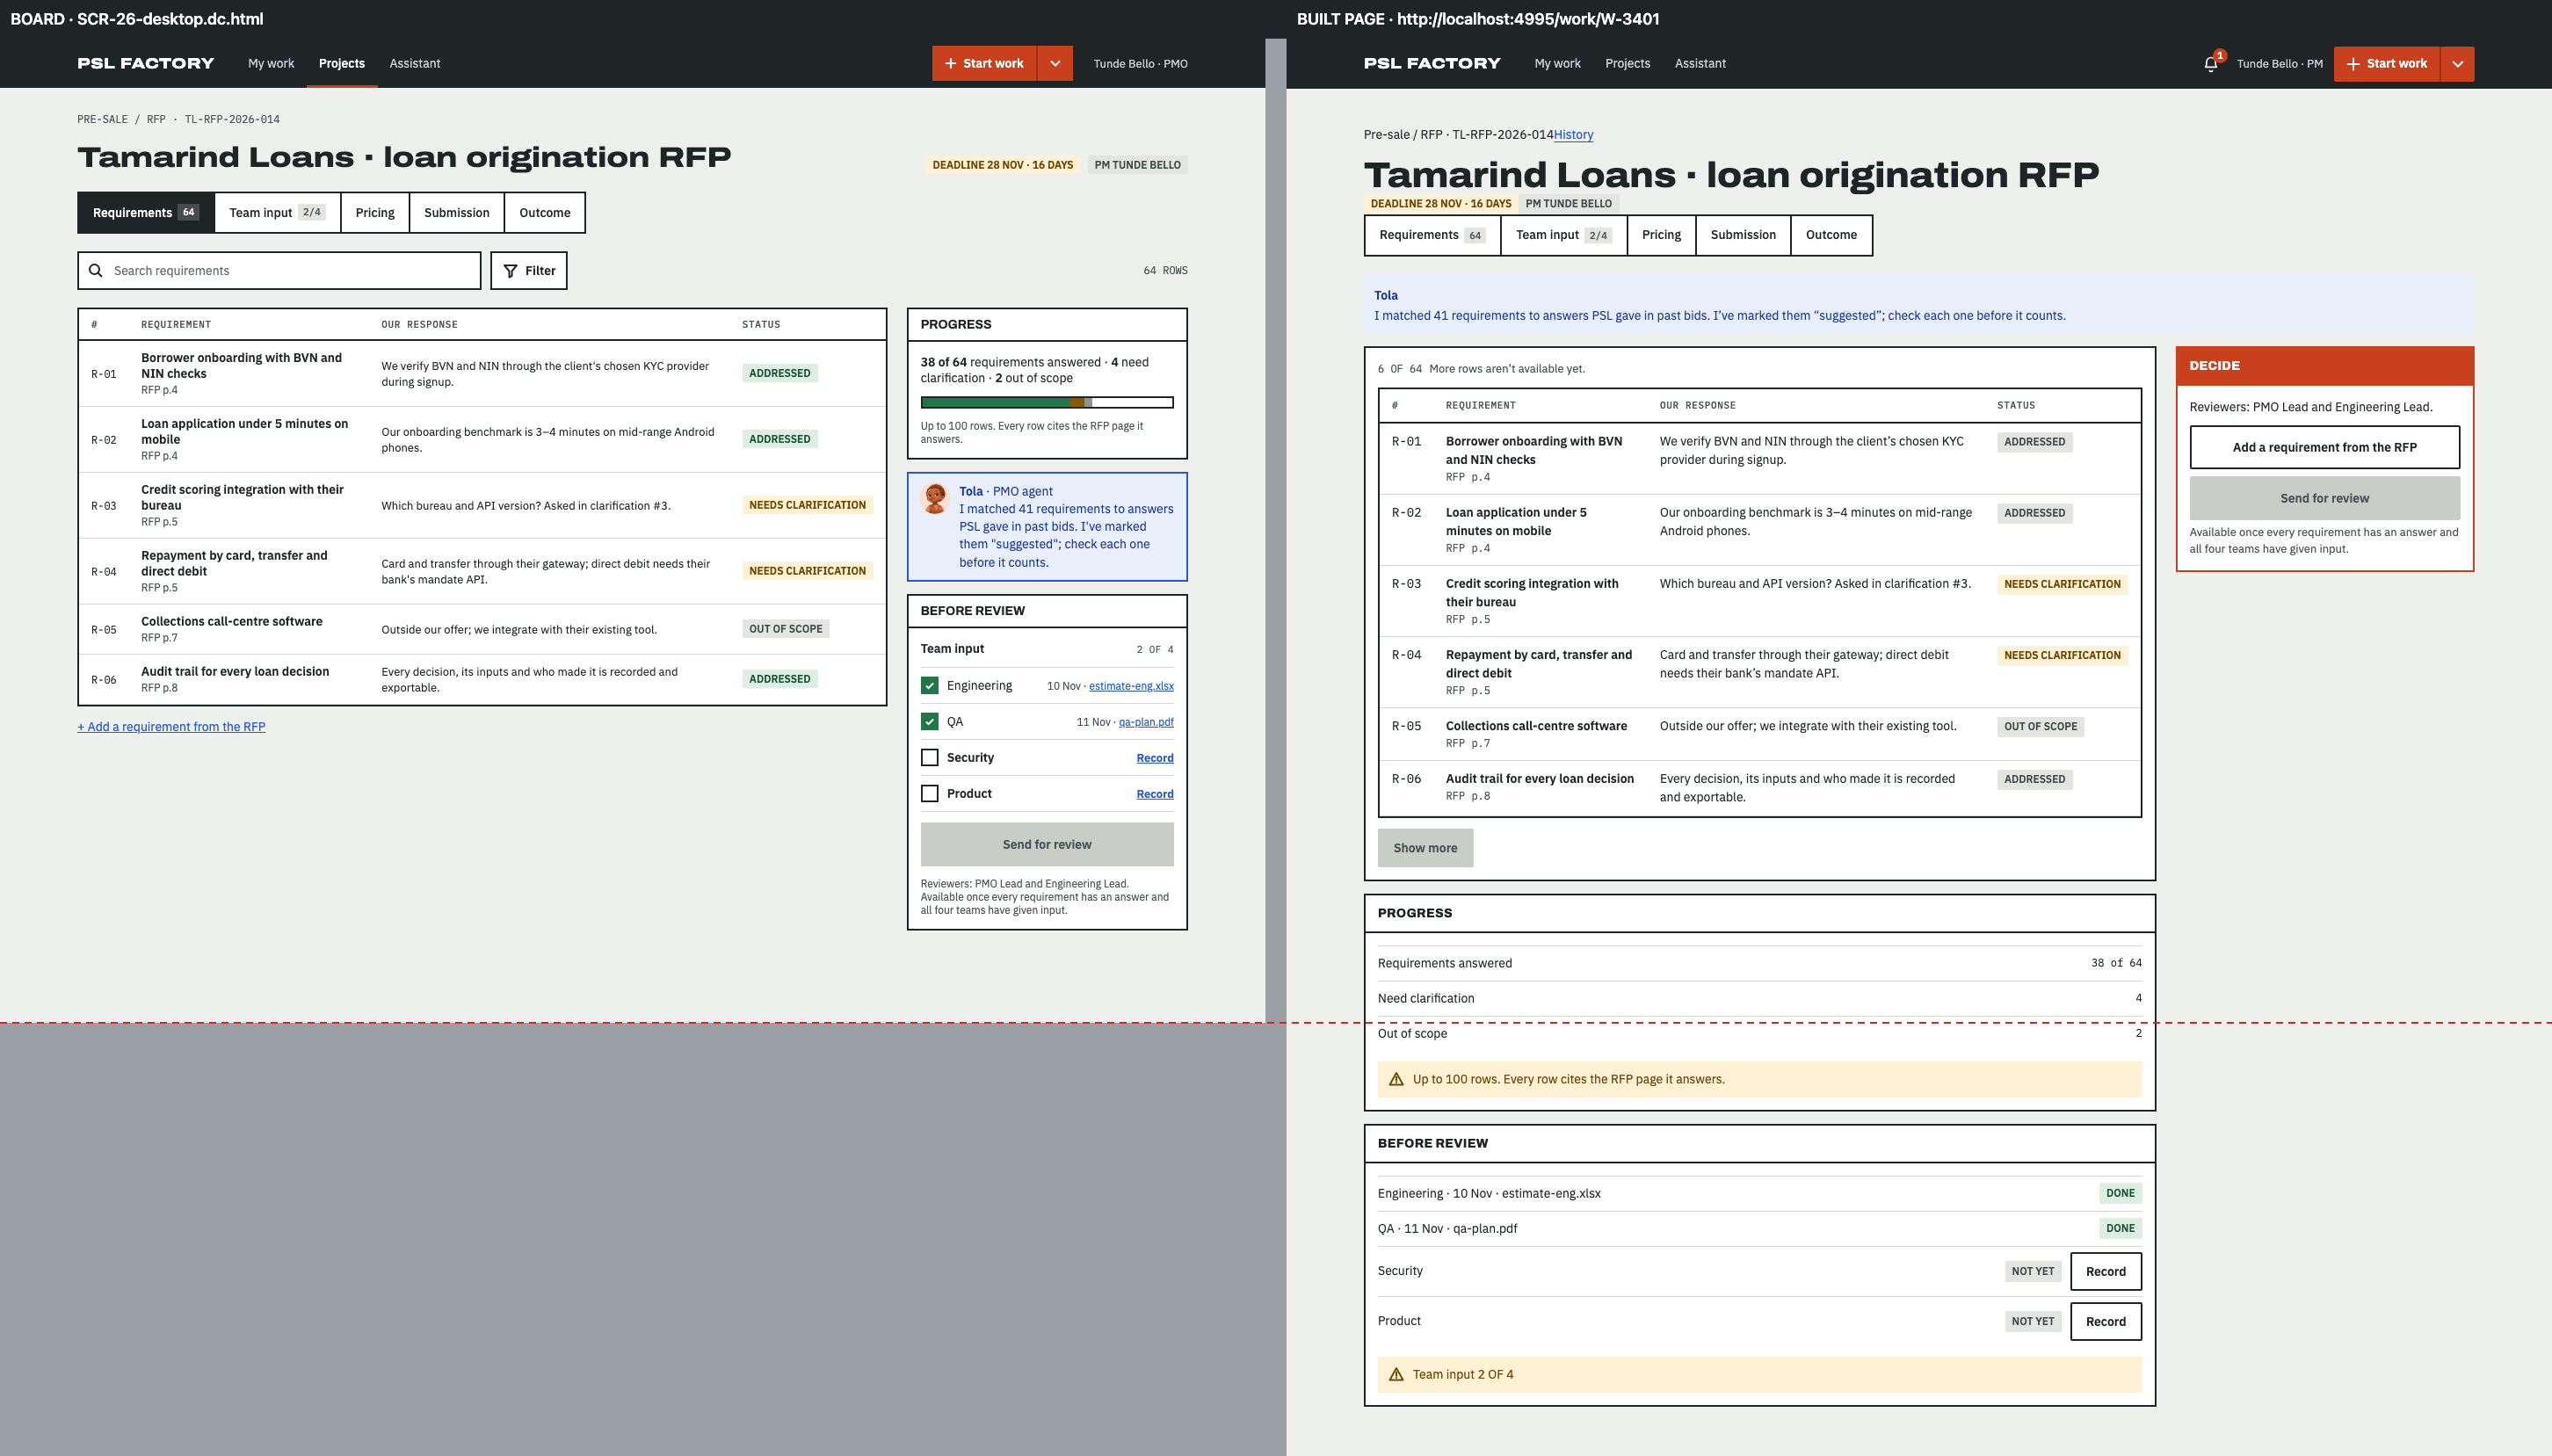 BOARD · SCR-26-desktop.dc.html
PSL FACTORY
My work
Projects
Assistant
+ Start work
Tunde Bello · PMO
PRE-SALE / RFP · TL-RFP-2026-014
Tamarind Loans · loan origination RFP
DEADLINE 28 NOV · 16 DAYS
PM TUNDE BELLO
Requirements 64
Team input 2/4
Pricing
Submission
Outcome
Search requirements
Filter
64 ROWS
# REQUIREMENT OUR RESPONSE STATUS
R-01
Borrower onboarding with BVN and
NIN checks
RFP p.4
We verify BVN and NIN through the client's chosen KYC provider
during signup.
ADDRESSED
R-02
Loan application under 5 minutes on
mobile
RFP p.4
Our onboarding benchmark is 3–4 minutes on mid-range Android
phones.
ADDRESSED
R-03
Credit scoring integration with their
bureau
RFP p.5
Which bureau and API version? Asked in clarification #3.
NEEDS CLARIFICATION
R-04
Repayment by card, transfer and
direct debit
RFP p.5
Card and transfer through their gateway; direct debit needs their
bank's mandate API.
NEEDS CLARIFICATION
R-05
Collections call-centre software
RFP p.7
Outside our offer; we integrate with their existing tool.
OUT OF SCOPE
R-06
Audit trail for every loan decision
RFP p.8
Every decision, its inputs and who made it is recorded and
exportable.
ADDRESSED
+ Add a requirement from the RFP
PROGRESS
38 of 64 requirements answered · 4 need
clarification · 2 out of scope
Up to 100 rows. Every row cites the RFP page it
answers.
Tola · PMO agent
I matched 41 requirements to answers
PSL gave in past bids. I've marked
them "suggested"; check each one
before it counts.
BEFORE REVIEW
Team input 2 OF 4
Engineering 10 Nov · estimate-eng.xlsx
QA 11 Nov · qa-plan.pdf
Security Record
Product Record
Send for review
Reviewers: PMO Lead and Engineering Lead.
Available once every requirement has an answer and
all four teams have given input.
BUILT PAGE · http://localhost:4995/work/W-3401
PSL FACTORY
My work
Projects
Assistant
1
Tunde Bello · PM
+ Start work
Pre-sale / RFP · TL-RFP-2026-014History
Tamarind Loans · loan origination RFP
DEADLINE 28 NOV · 16 DAYS
PM TUNDE BELLO
Requirements 64
Team input 2/4
Pricing
Submission
Outcome
Tola
I matched 41 requirements to answers PSL gave in past bids. I’ve marked them “suggested”; check each one before it counts.
6 OF 64 More rows aren’t available yet.
# REQUIREMENT OUR RESPONSE STATUS
R-01
Borrower onboarding with BVN
and NIN checks
RFP p.4
We verify BVN and NIN through the client’s chosen KYC
provider during signup.
ADDRESSED
R-02
Loan application under 5
minutes on mobile
RFP p.4
Our onboarding benchmark is 3–4 minutes on mid-range
Android phones.
ADDRESSED
R-03
Credit scoring integration with
their bureau
RFP p.5
Which bureau and API version? Asked in clarification #3.
NEEDS CLARIFICATION
R-04
Repayment by card, transfer and
direct debit
RFP p.5
Card and transfer through their gateway; direct debit
needs their bank’s mandate API.
NEEDS CLARIFICATION
R-05
Collections call-centre software
RFP p.7
Outside our offer; we integrate with their existing tool.
OUT OF SCOPE
R-06
Audit trail for every loan decision
RFP p.8
Every decision, its inputs and who made it is recorded
and exportable.
ADDRESSED
Show more
DECIDE
Reviewers: PMO Lead and Engineering Lead.
Add a requirement from the RFP
Send for review
Available once every requirement has an answer and
all four teams have given input.
PROGRESS
Requirements answered 38 of 64
Need clarification 4
Out of scope 2
Up to 100 rows. Every row cites the RFP page it answers.
BEFORE REVIEW
Engineering · 10 Nov · estimate-eng.xlsx DONE
QA · 11 Nov · qa-plan.pdf DONE
Security NOT YET Record
Product NOT YET Record
Team input 2 OF 4